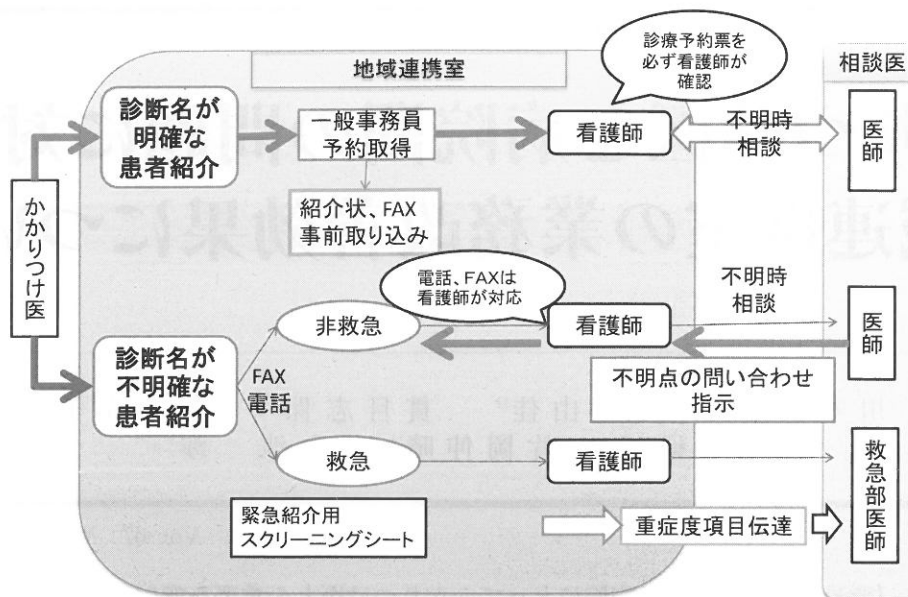 診療予約票を
必ず看護師が
確認
地域連携室
相談医
診断名が
明確な
患者紹介
一般事務員
予約取得
看護師
不明時
相談
医師
紹介状、FAX
事前取り込み
かかりつけ医
電話、FAXは
看護師が対応
不明時
相談
非救急
看護師
医師
診断名が
不明確な
患者紹介
FAX
電話
不明点の問い合わせ
指示
救急
看護師
救急部医師
緊急紹介用
スクリーニングシート
重症度項目伝達